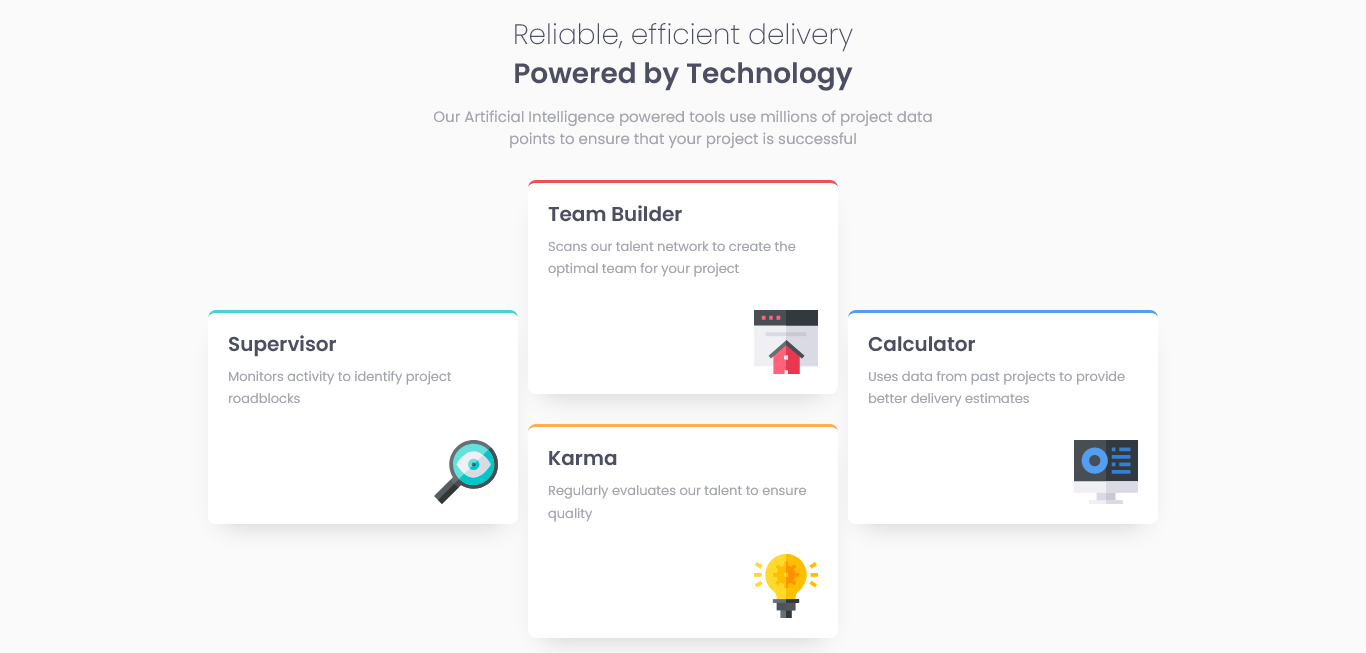 Reliable, efficient delivery
Powered by Technology
Our Artificial Intelligence powered tools use millions of project data
points to ensure that your project is successful
Supervisor
Monitors activity to identify project
roadblocks
Team Builder
Scans our talent network to create the
optimal team for your project
Karma
Regularly evaluates our talent to ensure
quality
Calculator
Uses data from past projects to provide
better delivery estimates